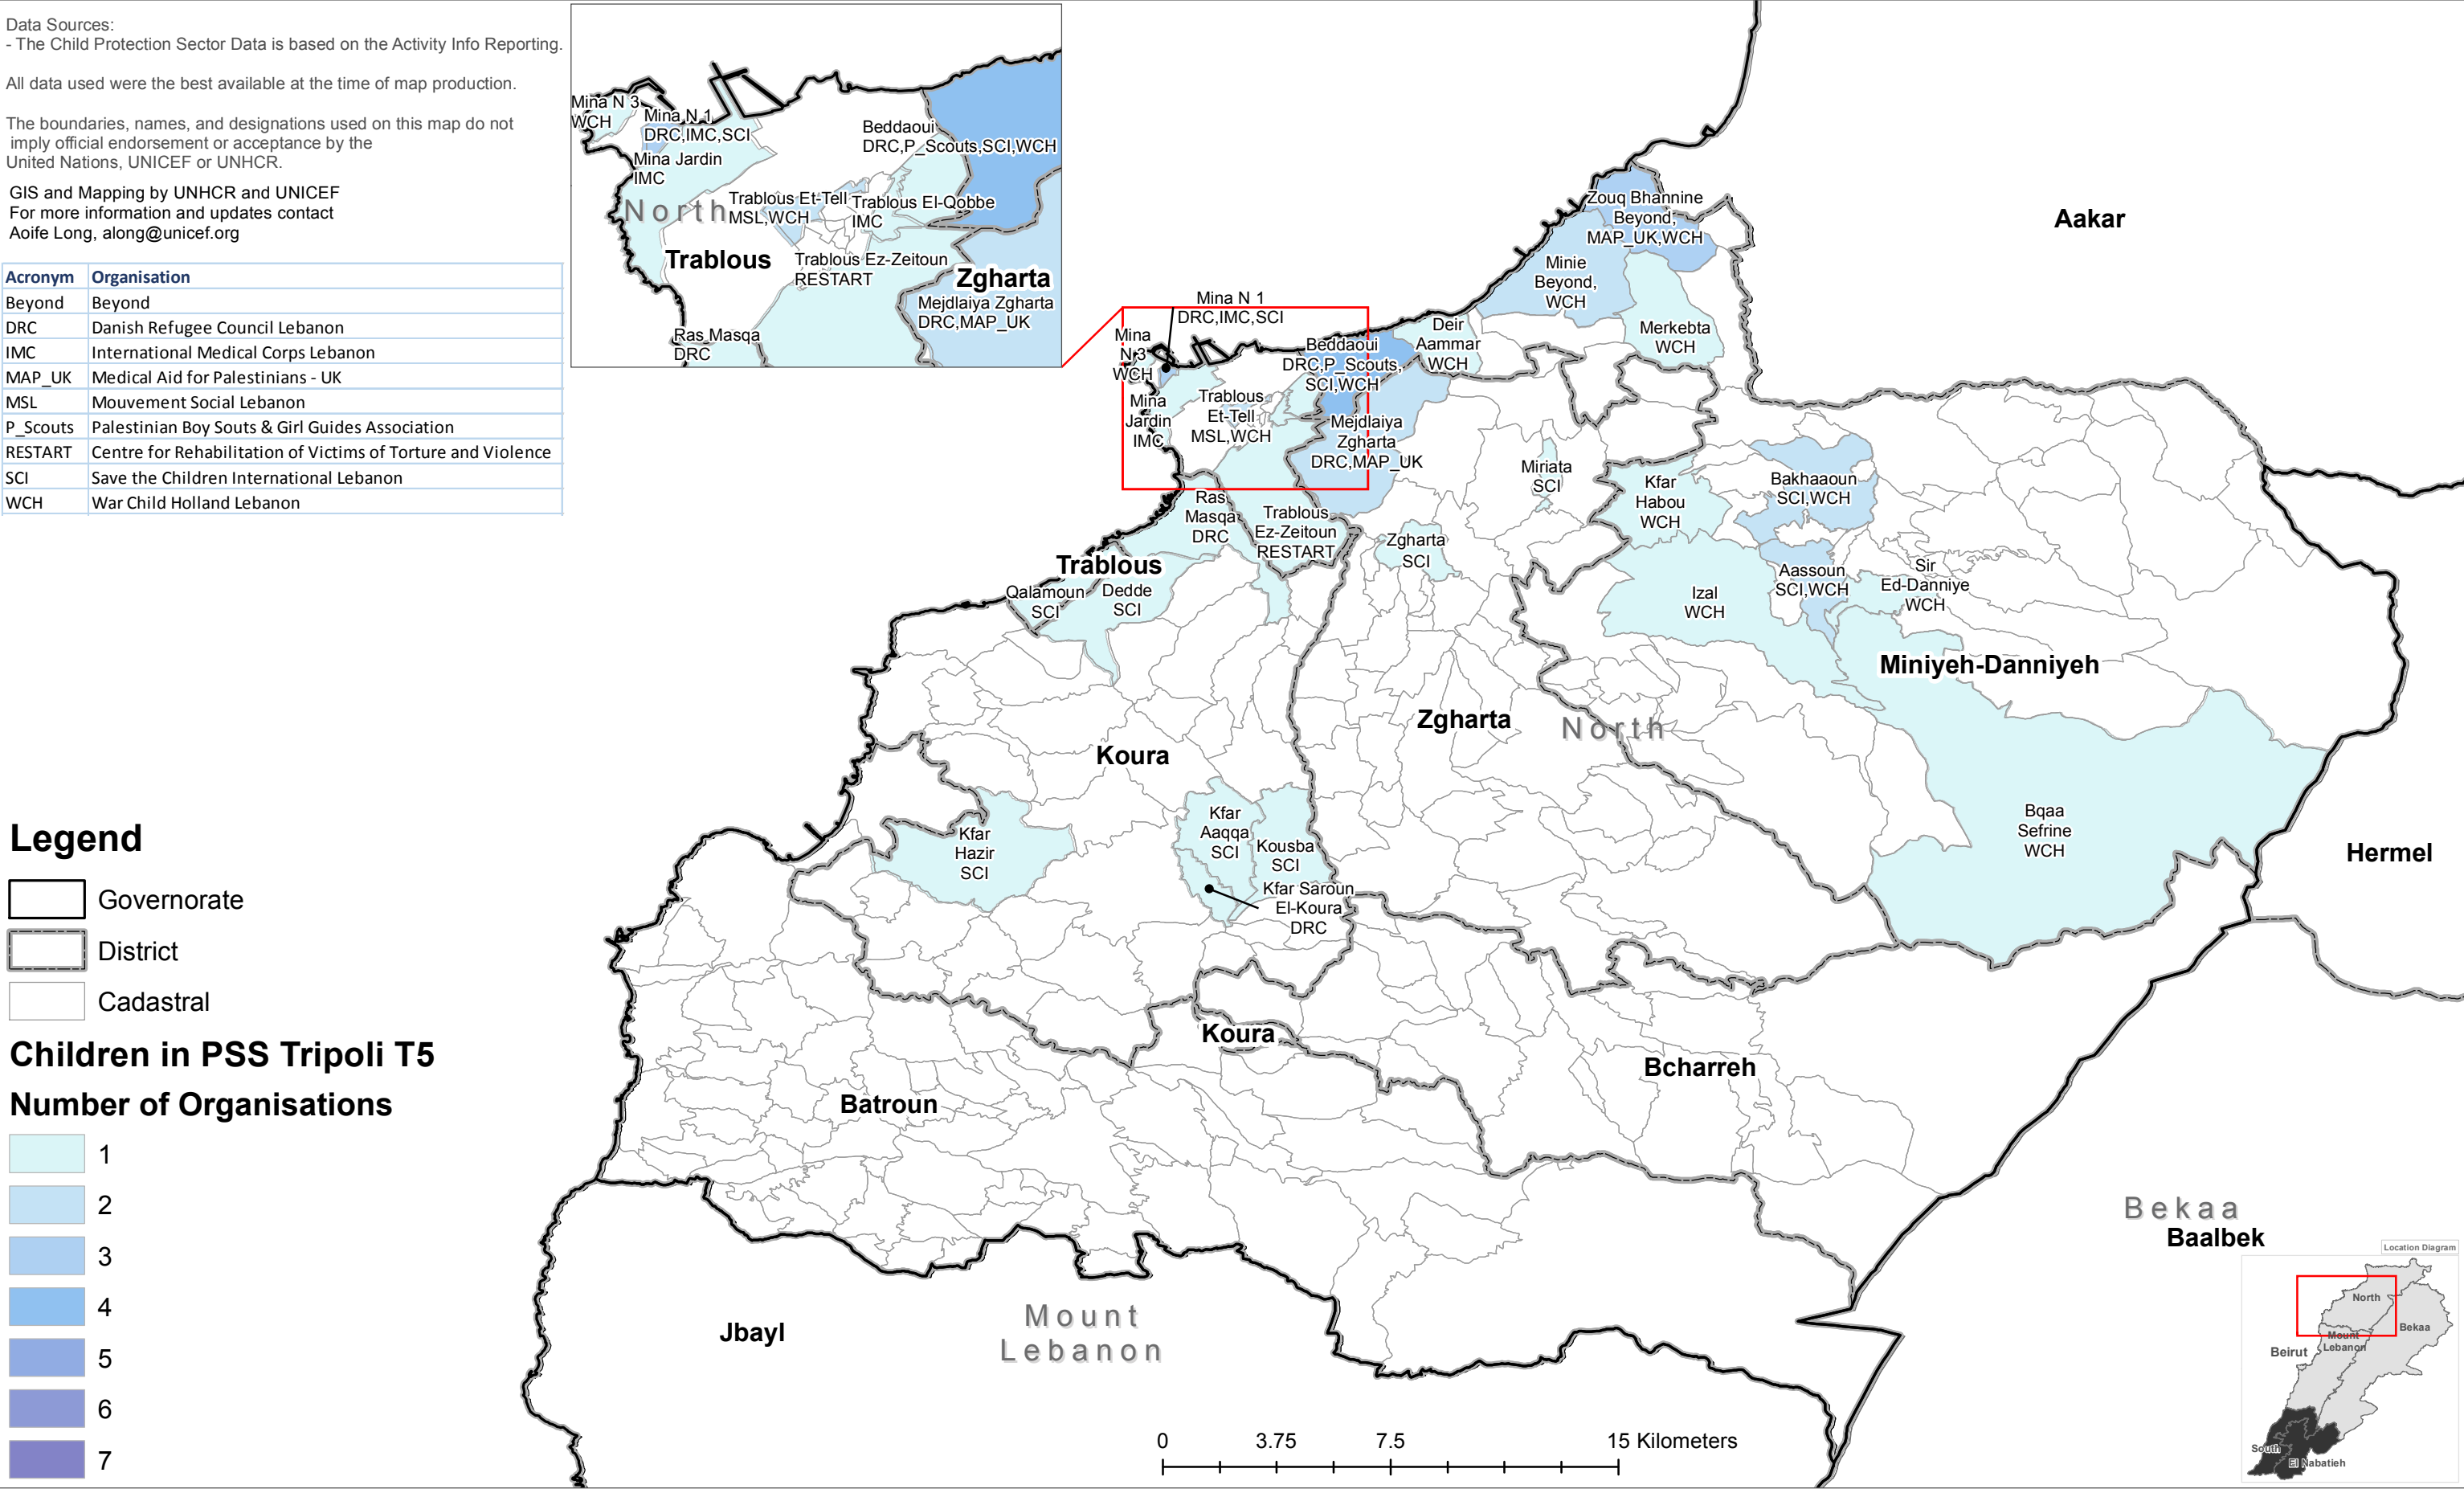 Data Sources:
- The Child Protection Sector Data is based on the Activity Info Reporting.
All data used were the best available at the time of map production.
The boundaries, names, and designations used on this map do not
imply official endorsement or acceptance by the
United Nations, UNICEF or UNHCR.
GIS and Mapping by UNHCR and UNICEF
For more information and updates contact
Aoife Long, along@unicef.org
Acronym Organisation
Beyond Beyond
DRC Danish Refugee Council Lebanon
IMC International Medical Corps Lebanon
MAP_UK Medical Aid for Palestinians - UK
MSL Mouvement Social Lebanon
P_Scouts Palestinian Boy Souts & Girl Guides Association
RESTART Centre for Rehabilitation of Victims of Torture and Violence
SCI Save the Children International Lebanon
WCH War Child Holland Lebanon
Mina N 3
WCH
Mina N 1
DRC,IMC,SCI
Mina Jardin
IMC
Beddaoui
DRC,P_Scouts,SCI,WCH
North
Trablous Et-Tell
MSL,WCH
Trablous El-Qobbe
IMC
Trablous
Trablous Ez-Zeitoun
RESTART
Zgharta
Mejdlaiya Zgharta
DRC,MAP_UK
Ras Masqa
DRC
Mina N 1
DRC,IMC,SCI
Mina
N 3
WCH
Mina
Jardin
IMC
Trablous
Et-Tell
MSL,WCH
Beddaoui
DRC,P_Scouts,
SCI,WCH
Deir
Aammar
WCH
Mejdlaiya
Zgharta
DRC,MAP_UK
Zouq Bhannine
Beyond,
MAP_UK,WCH
Minie
Beyond,
WCH
Merkebta
WCH
Aakar
Miriata
SCI
Kfar
Habou
WCH
Bakhaaoun
SCI,WCH
Ras
Masqa
DRC
Trablous
Ez-Zeitoun
RESTART
Zgharta
SCI
Trablous
Qalamoun
SCI
Dedde
SCI
Izal
WCH
Aassoun
SCI,WCH
Sir
Ed-Danniye
WCH
Miniyeh-Danniyeh
Zgharta
North
Koura
Kfar
Hazir
SCI
Kfar
Aaqqa
SCI
Kousba
SCI
Kfar Saroun
El-Koura
DRC
Bqaa
Sefrine
WCH
Hermel
Koura
Bcharreh
Batroun
Bekaa
Baalbek
Jbayl
Mount
Lebanon
Legend
Governorate
District
Cadastral
Children in PSS Tripoli T5
Number of Organisations
1
2
3
4
5
6
7
0 3.75 7.5 15 Kilometers
Location Diagram
North
Bekaa
Mount
Lebanon
Beirut
South
El Nabatieh